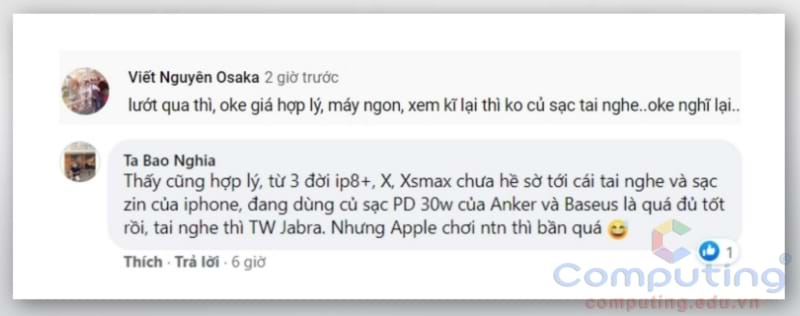 Viết Nguyên Osaka 2 giờ trước
lướt qua thì, oke giá hợp lý, máy ngon, xem kĩ lại thì ko củ sạc tai nghe..oke nghĩ lại..
Ta Bao Nghia
Thấy cũng hợp lý, từ 3 đời ip8+, X, Xsmax chưa hề sờ tới cái tai nghe và sạc
zin của iphone, đang dùng củ sạc PD 30w của Anker và Baseus là quá đủ tốt
rồi, tai nghe thì TW Jabra. Nhưng Apple chơi ntn thì bần quá 😅
1
Thích · Trả lời · 6 giờ
Computing
computing.edu.vn